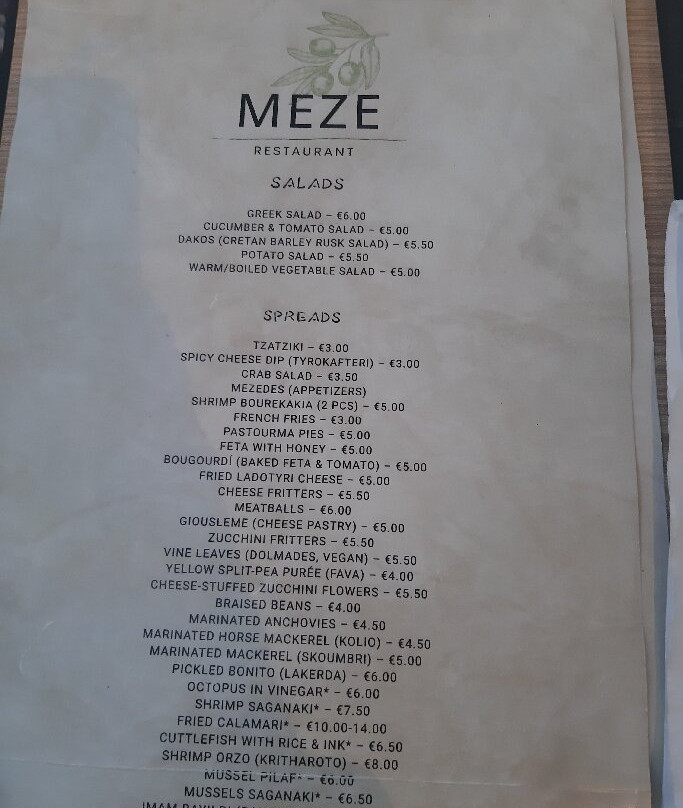 MEZE
RESTAURANT
SALADS
GREEK SALAD – €6.00
CUCUMBER & TOMATO SALAD – €5.00
DAKOS (CRETAN BARLEY RUSK SALAD) – €5.50
POTATO SALAD – €5.50
WARM/BOILED VEGETABLE SALAD – €5.00
SPREADS
TZATZIKI – €3.00
SPICY CHEESE DIP (TYROKAFTERI) – €3.00
CRAB SALAD – €3.50
MEZEDES (APPETIZERS)
SHRIMP BOUREKAKIA (2 PCS) – €5.00
FRENCH FRIES – €3.00
PASTOURMA PIES – €5.00
FETA WITH HONEY – €5.00
BOUGOURDÍ (BAKED FETA & TOMATO) – €5.00
FRIED LADOTYRI CHEESE – €5.00
CHEESE FRITTERS – €5.50
MEATBALLS – €6.00
GIOUSLEME (CHEESE PASTRY) – €5.00
ZUCCHINI FRITTERS – €5.50
VINE LEAVES (DOLMADES, VEGAN) – €5.50
YELLOW SPLIT-PEA PURÉE (FAVA) – €4.00
CHEESE-STUFFED ZUCCHINI FLOWERS – €5.50
BRAISED BEANS – €4.00
MARINATED ANCHOVIES – €4.50
MARINATED HORSE MACKEREL (KOLIO) – €4.50
MARINATED MACKEREL (SKOUMBRI) – €5.00
PICKLED BONITO (LAKERDA) – €6.00
OCTOPUS IN VINEGAR* – €6.00
SHRIMP SAGANAKI* – €7.50
FRIED CALAMARI* – €10.00-14.00
CUTTLEFISH WITH RICE & INK* – €6.50
SHRIMP ORZO (KRITHAROTO) – €8.00
MUSSEL PILAF* – €6.00
MUSSELS SAGANAKI* – €6.50